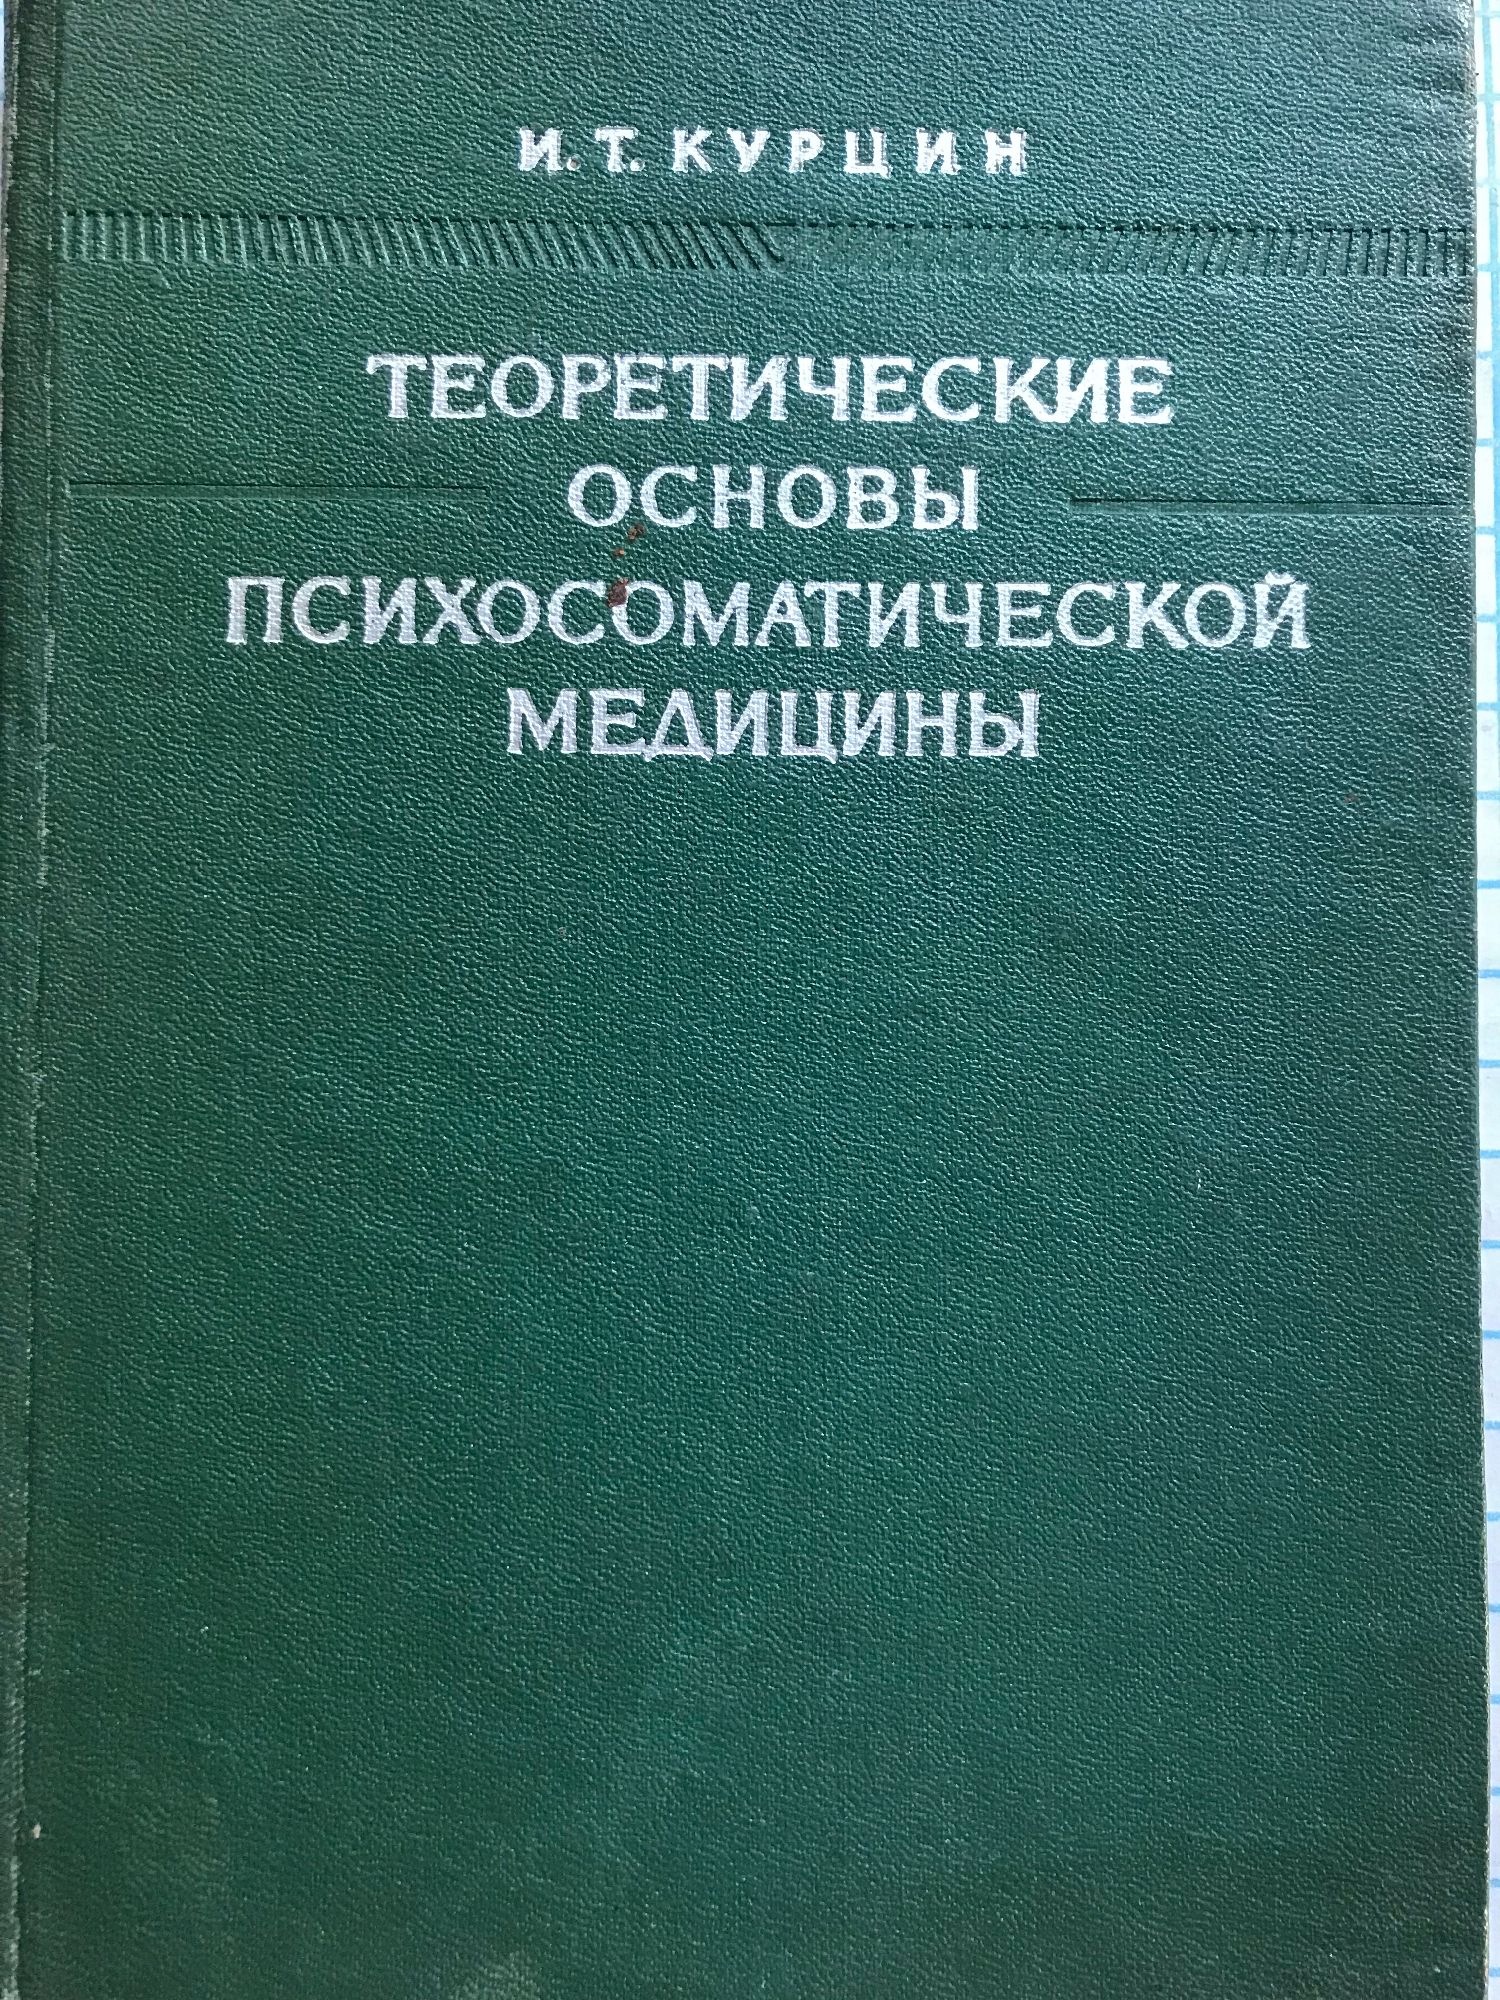 И. Т. КУРЦИН
ТЕОРЕТИЧЕСКИЕ
ОСНОВЫ
ПСИХОСОМАТИЧЕСКОЙ
МЕДИЦИНЫ